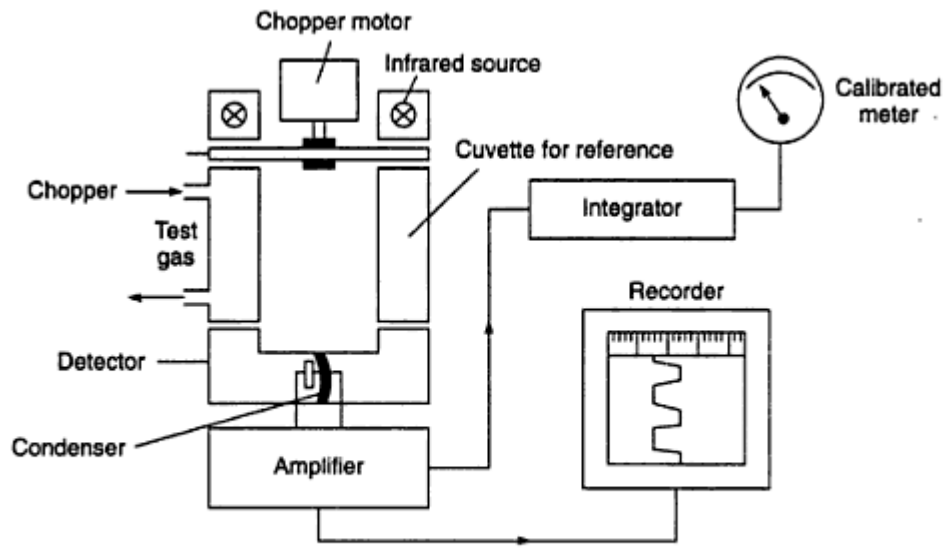 Chopper motor
Infrared source
Calibrated
meter
Cuvette for reference
Chopper
Integrator
Test
gas
Recorder
Detector
Condenser
Amplifier